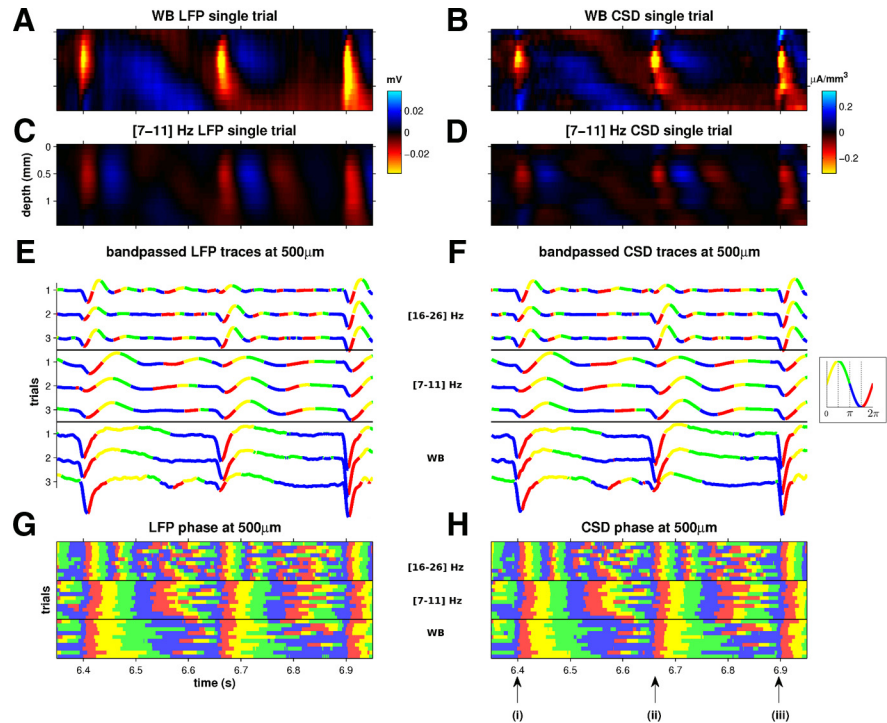 A WB LFP single trial
B WB CSD single trial
mV
0.02
0
−0.02
µA/mm³
0.2
0
−0.2
C [7−11] Hz LFP single trial
D [7−11] Hz CSD single trial
depth (mm)
0
0.5
1
E bandpassed LFP traces at 500µm
F bandpassed CSD traces at 500µm
trials
1
2
3
[16-26] Hz
1
2
3
[7-11] Hz
1
2
3
WB
0 π 2π
G LFP phase at 500µm
H CSD phase at 500µm
trials
[16-26] Hz
[7-11] Hz
WB
6.4 6.5 6.6 6.7 6.8 6.9
time (s)
6.4 6.5 6.6 6.7 6.8 6.9
(i) (ii) (iii)